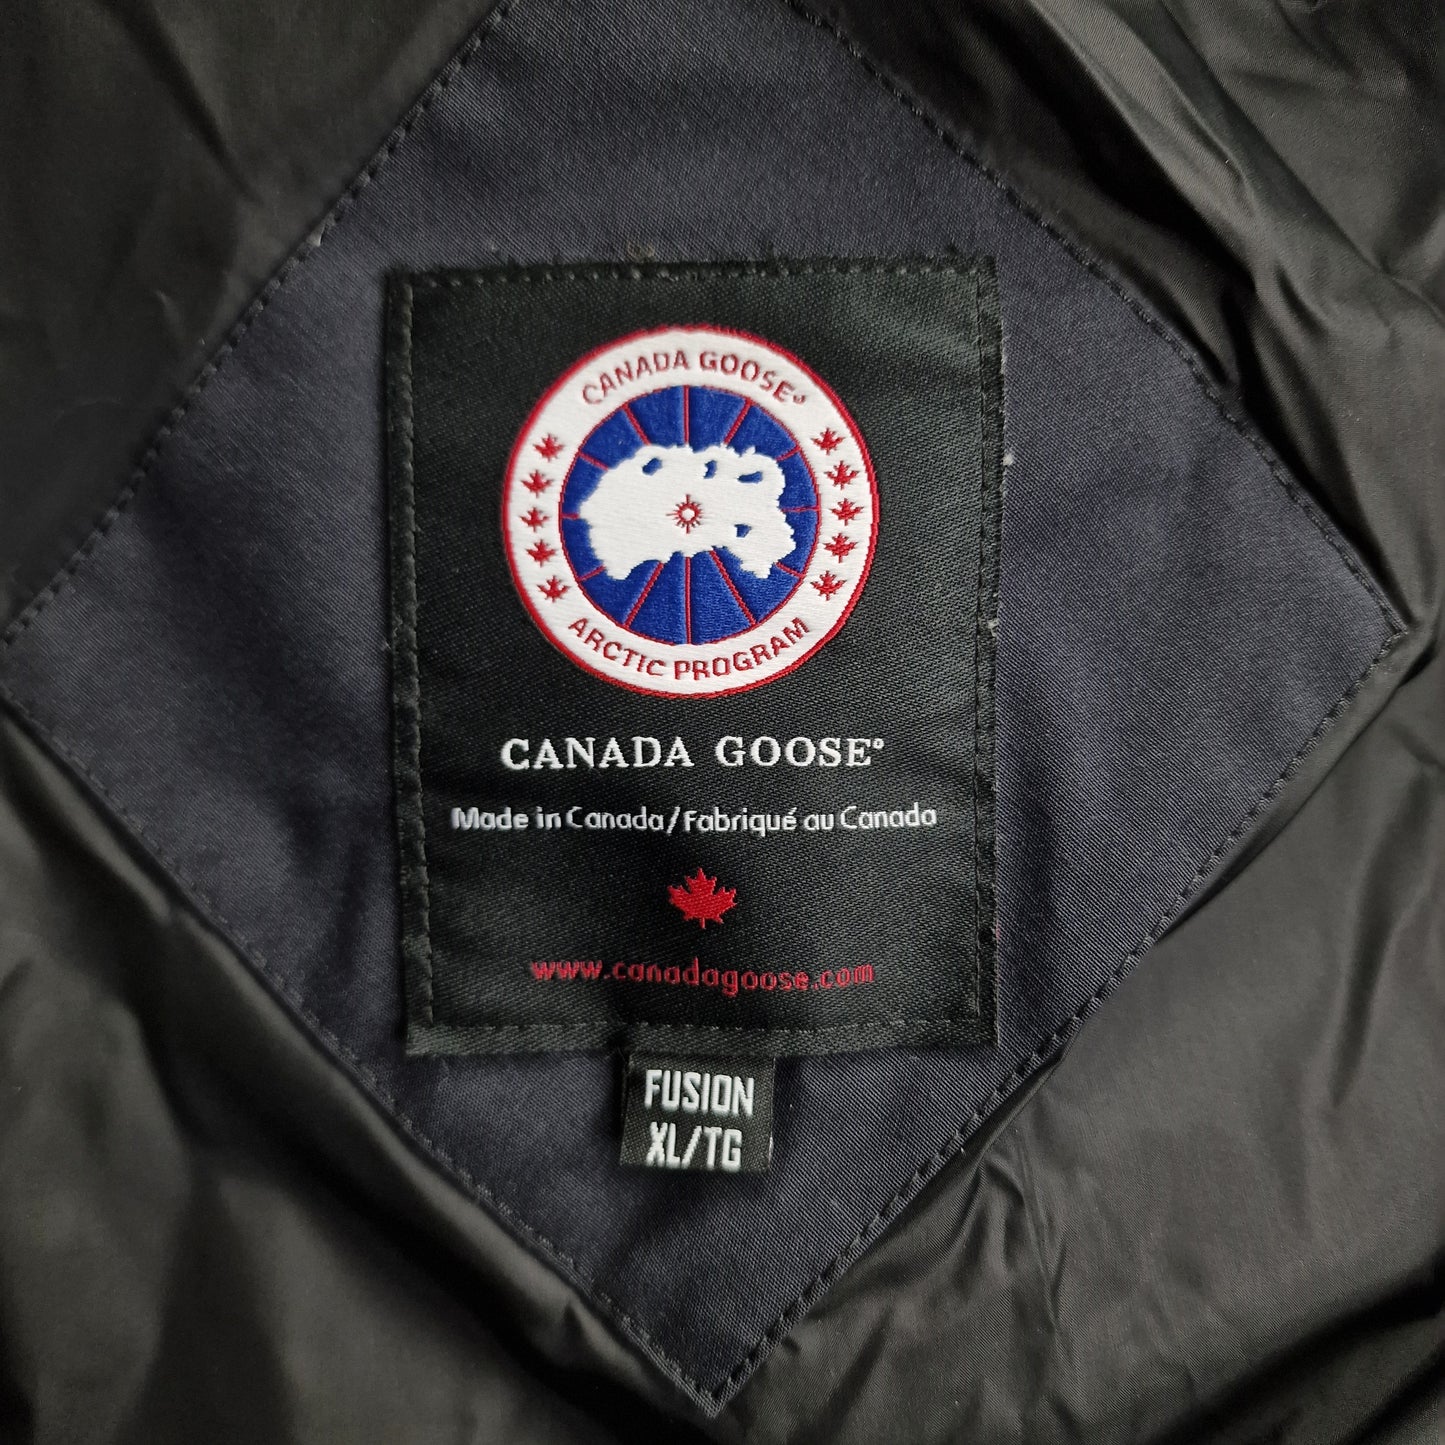 CANADA GOOSE®
ARCTIC PROGRAM
CANADA GOOSE®
Made in Canada/Fabriqué au Canada
www.canadagoose.com
FUSION
XL/TG